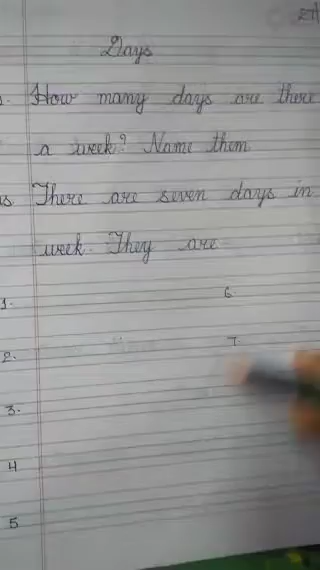 Days
How many days are there
a week? Name them
There are seven days in
week. They are
1. 6
2. 7.
3.
4
5